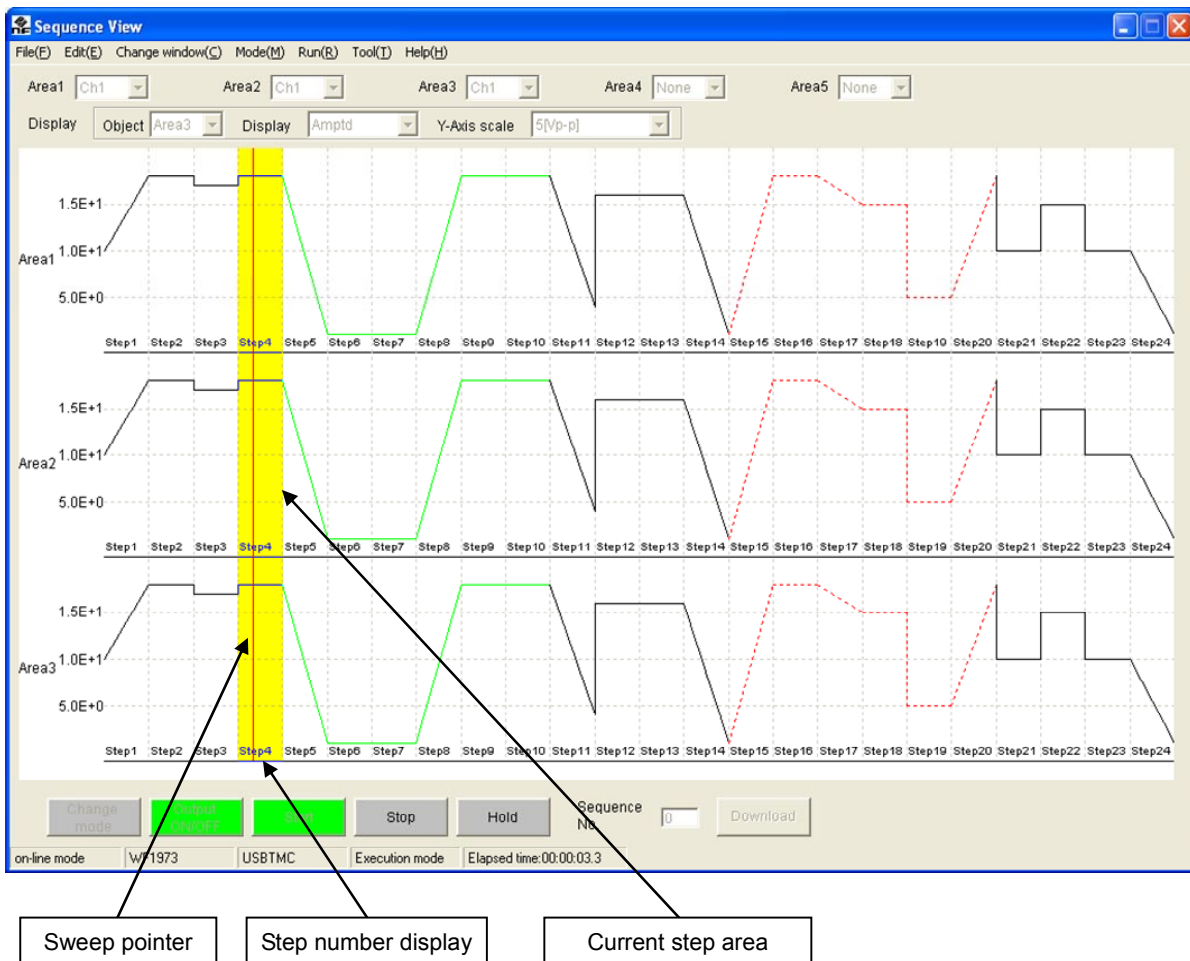 Sequence View
File(F) Edit(E) Change window(C) Mode(M) Run(R) Tool(T) Help(H)
Area1 Ch1 Area2 Ch1 Area3 Ch1 Area4 None Area5 None
Display Object Area3 Display Amptd Y-Axis scale 5[Vp-p]
1.5E+1
Area1 1.0E+1
5.0E+0
Step1 Step2 Step3 Step4 Step5 Step6 Step7 Step8 Step9 Step10 Step11 Step12 Step13 Step14 Step15 Step16 Step17 Step18 Step19 Step20 Step21 Step22 Step23 Step24
1.5E+1
Area2 1.0E+1
5.0E+0
Step1 Step2 Step3 Step4 Step5 Step6 Step7 Step8 Step9 Step10 Step11 Step12 Step13 Step14 Step15 Step16 Step17 Step18 Step19 Step20 Step21 Step22 Step23 Step24
1.5E+1
Area3 1.0E+1
5.0E+0
Step1 Step2 Step3 Step4 Step5 Step6 Step7 Step8 Step9 Step10 Step11 Step12 Step13 Step14 Step15 Step16 Step17 Step18 Step19 Step20 Step21 Step22 Step23 Step24
Change mode Output ON/OFF Start Stop Hold Sequence No. 0 Download
on-line mode WF1973 USBTMC Execution mode Elapsed time:00:00:03.3
Sweep pointer Step number display Current step area